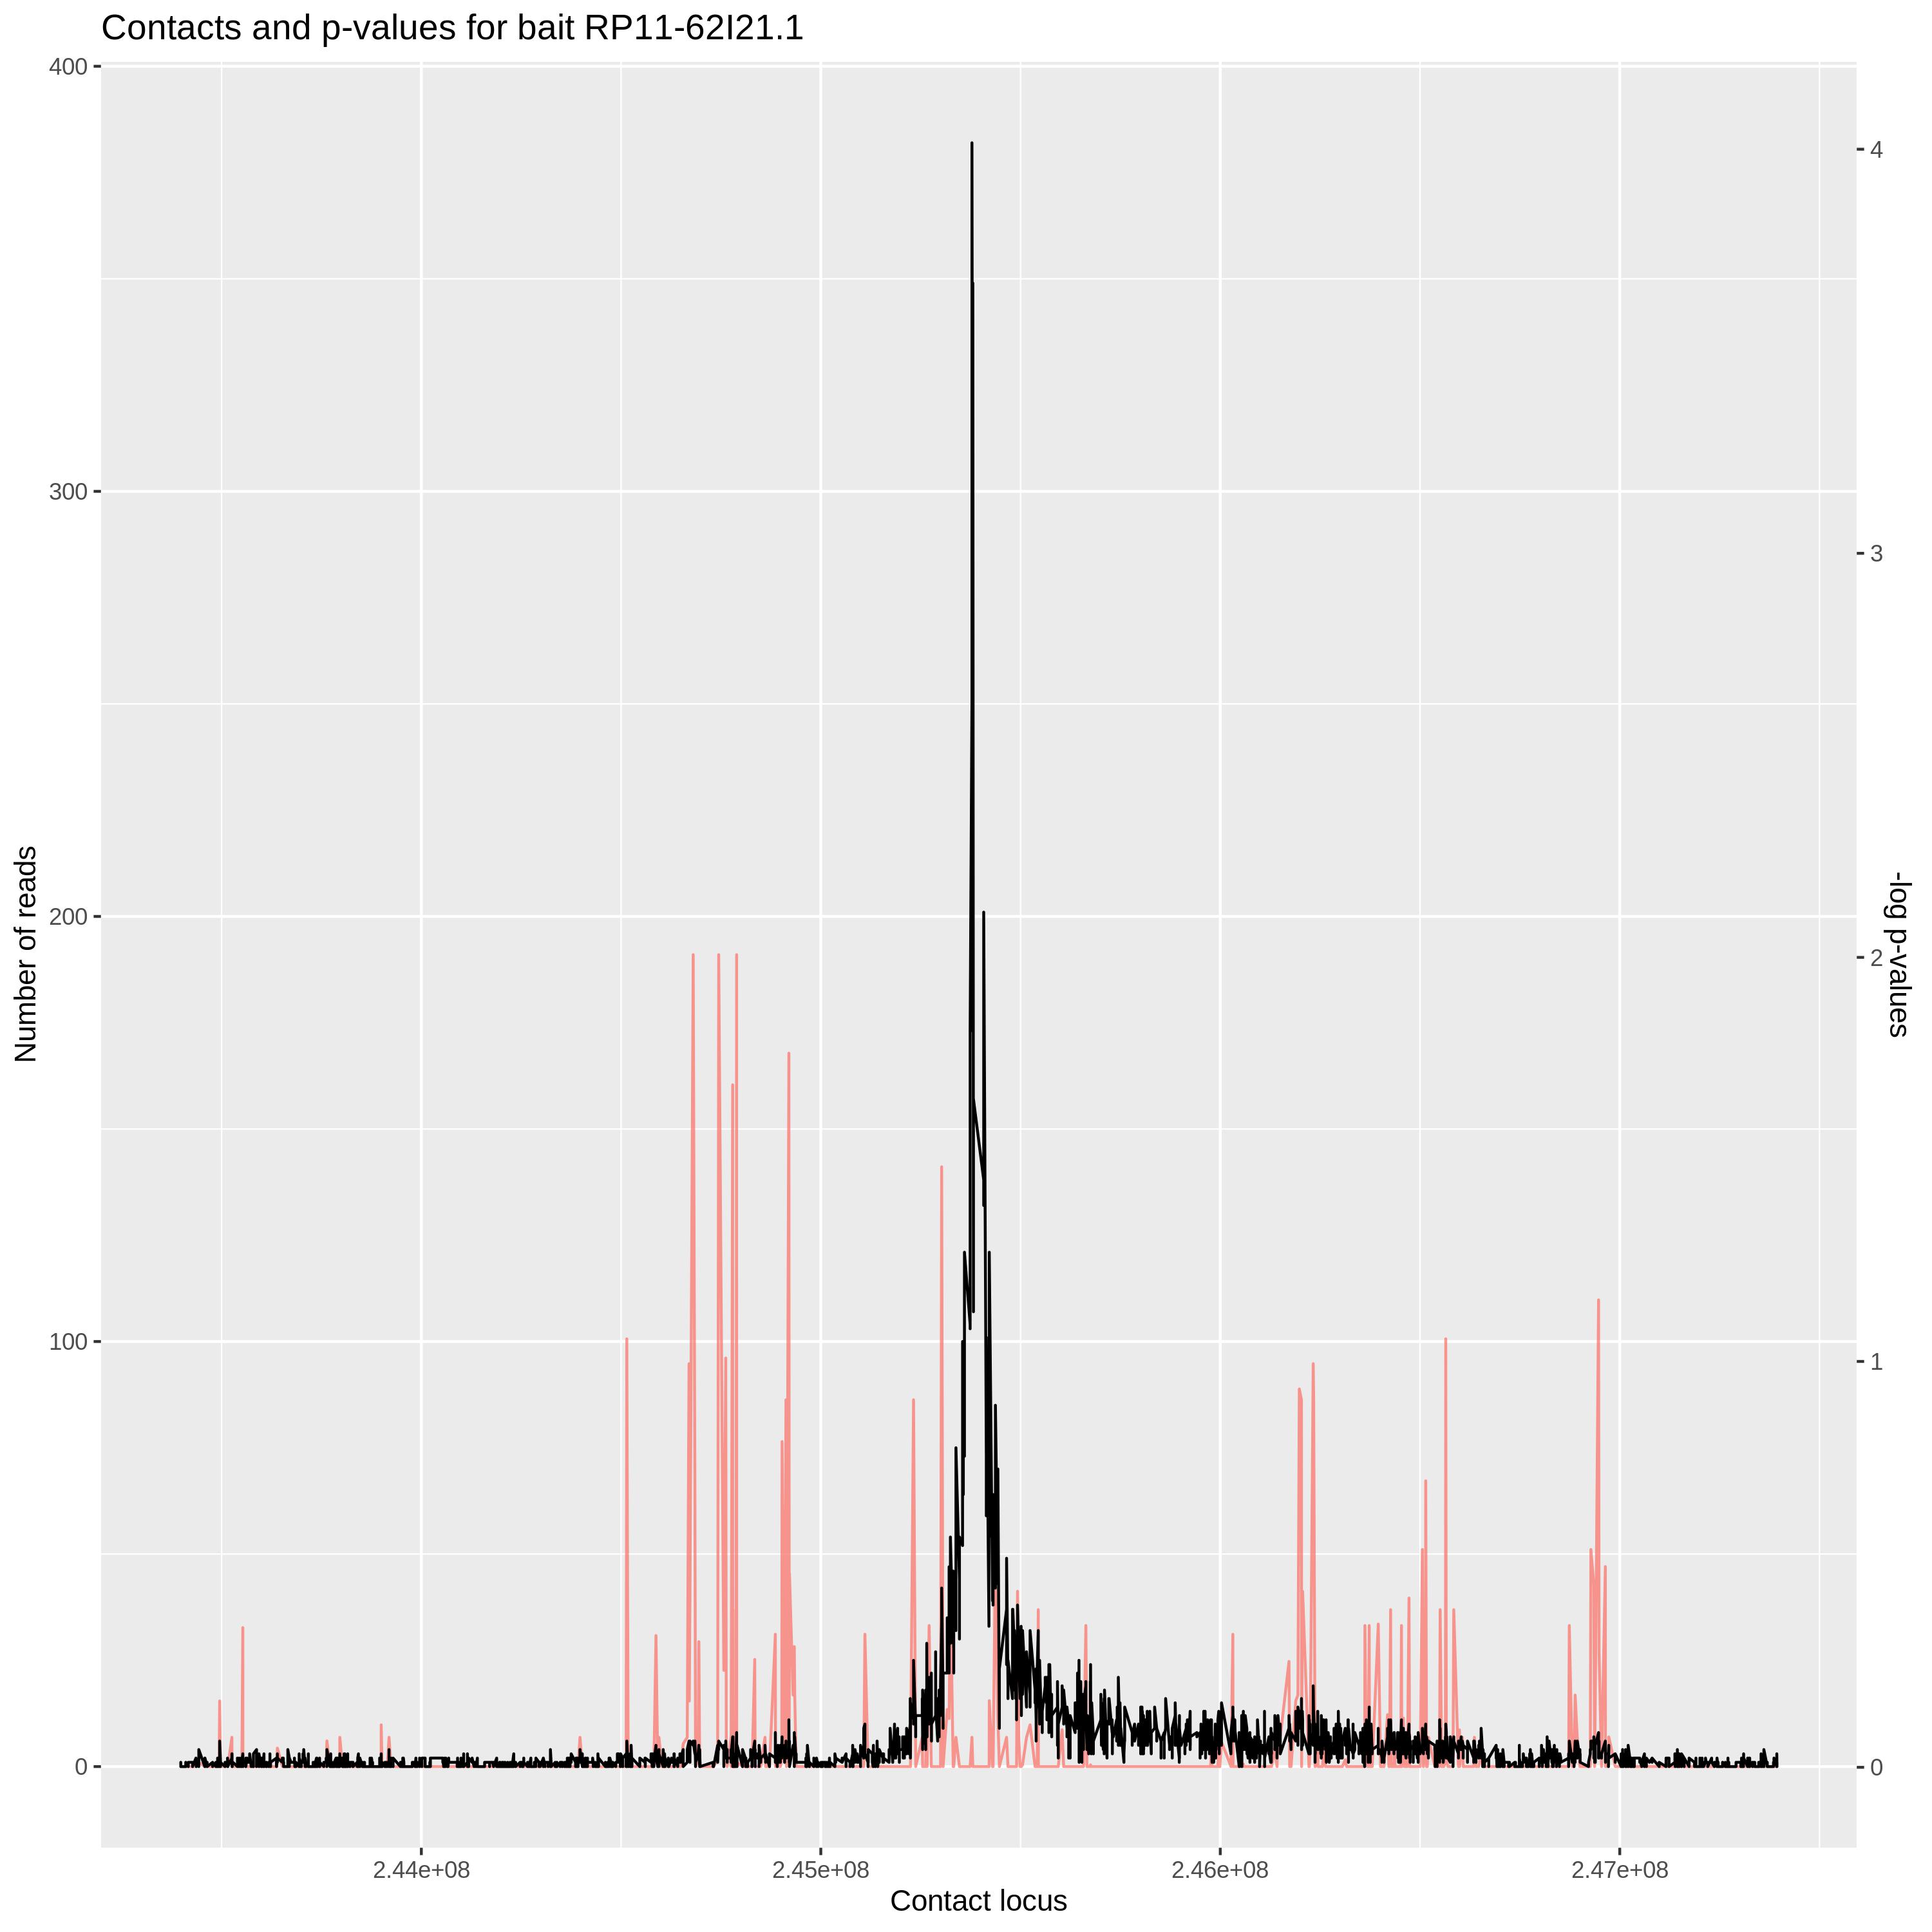 Contacts and p-values for bait RP11-62I21.1
400
300
200
100
0
Number of reads
4
3
2
1
0
-log p-values
2.44e+08
2.45e+08
2.46e+08
2.47e+08
Contact locus